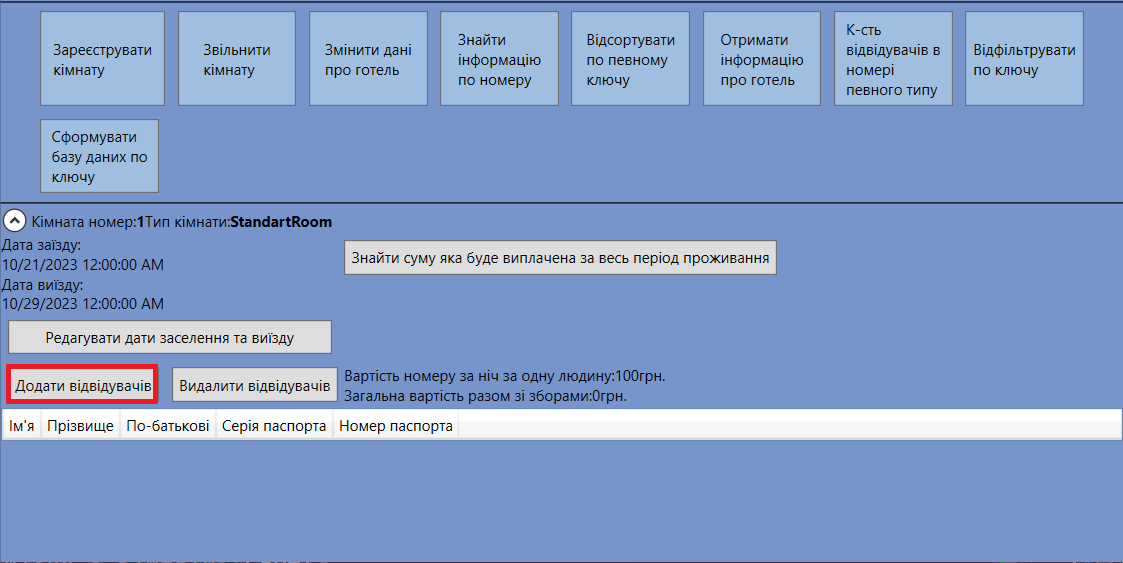 Зареєструвати
кімнату
Звільнити
кімнату
Змінити дані
про готель
Знайти
інформацію
по номеру
Відсортувати
по певному
ключу
Отримати
інформацію
про готель
К-сть
відвідувачів в
номері
певного типу
Відфільтрувати
по ключу
Сформувати
базу даних по
ключу
Кімната номер:1Тип кімнати:StandartRoom
Дата заїзду:
10/21/2023 12:00:00 AM
Знайти суму яка буде виплачена за весь період проживання
Дата виїзду:
10/29/2023 12:00:00 AM
Редагувати дати заселення та виїзду
Додати відвідувачів
Видалити відвідувачів
Вартість номеру за ніч за одну людину:100грн.
Загальна вартість разом зі зборами:0грн.
Ім'я Прізвище По-батькові Серія паспорта Номер паспорта